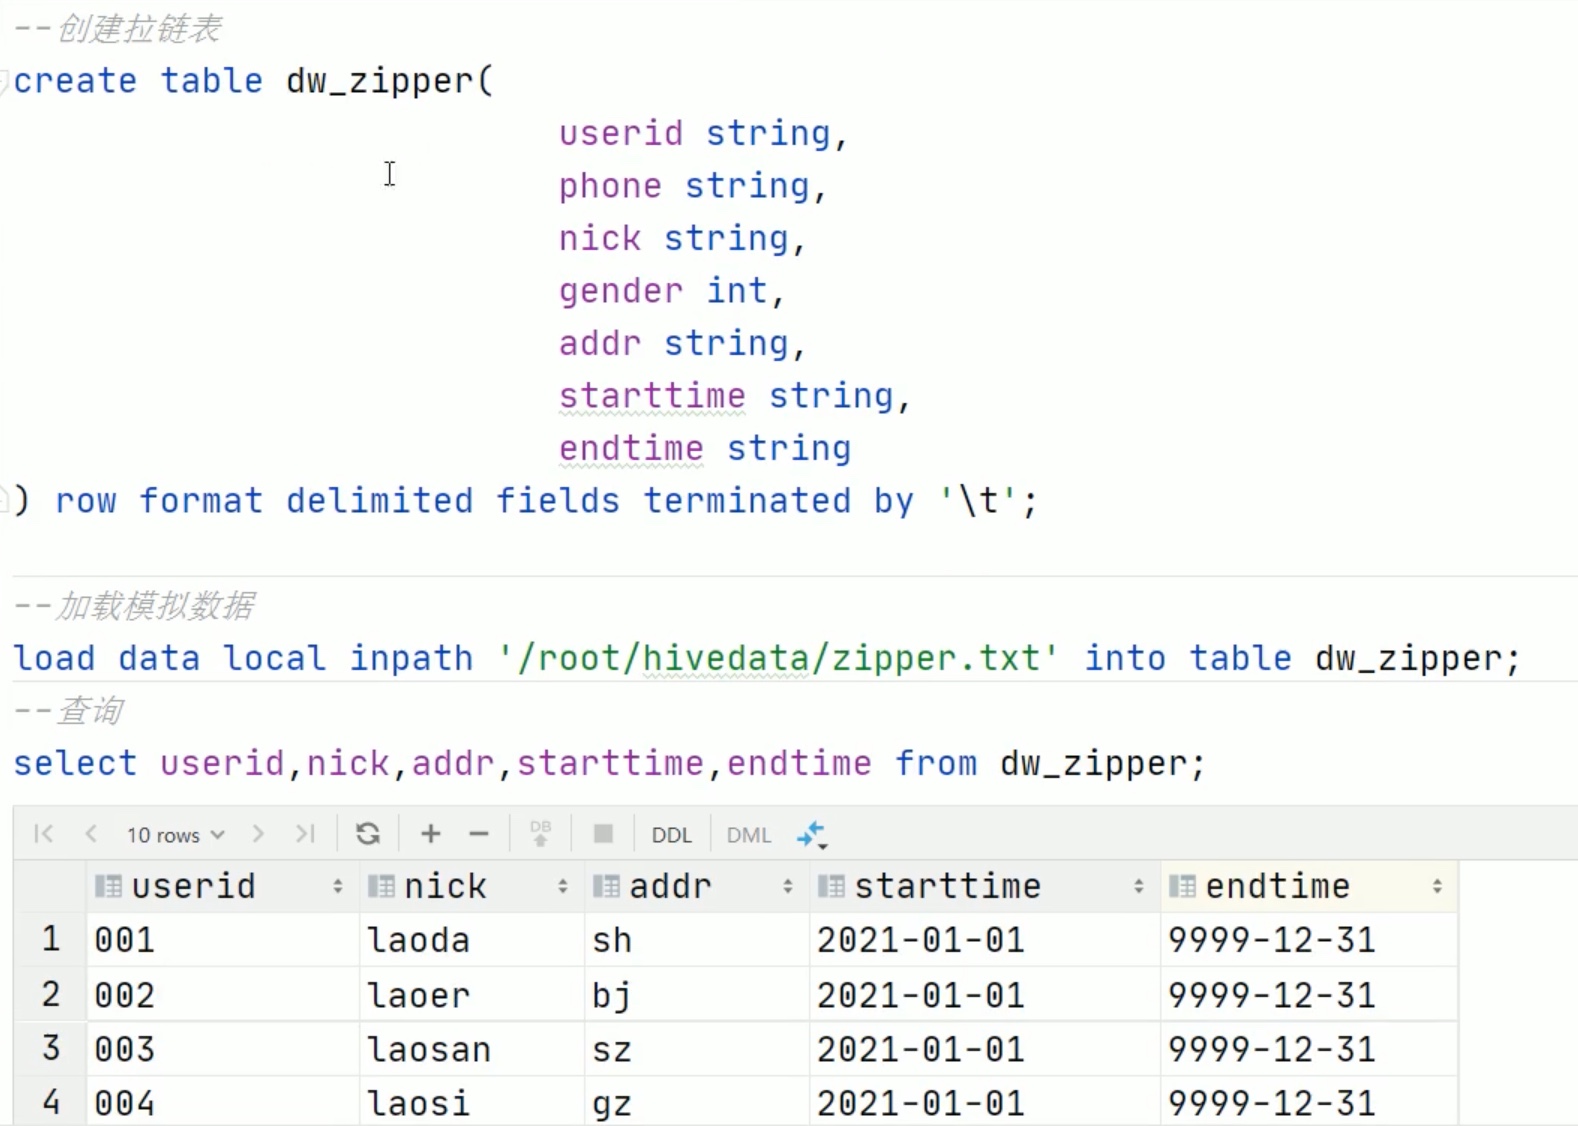 --创建拉链表
create table dw_zipper(
userid string,
phone string,
nick string,
gender int,
addr string,
starttime string,
endtime string
) row format delimited fields terminated by '\t';
--加载模拟数据
load data local inpath '/root/hivedata/zipper.txt' into table dw_zipper;
--查询
select userid,nick,addr,starttime,endtime from dw_zipper;
10 rows DB DDL DML
userid nick addr starttime endtime
1 001 laoda sh 2021-01-01 9999-12-31
2 002 laoer bj 2021-01-01 9999-12-31
3 003 laosan sz 2021-01-01 9999-12-31
4 004 laosi gz 2021-01-01 9999-12-31